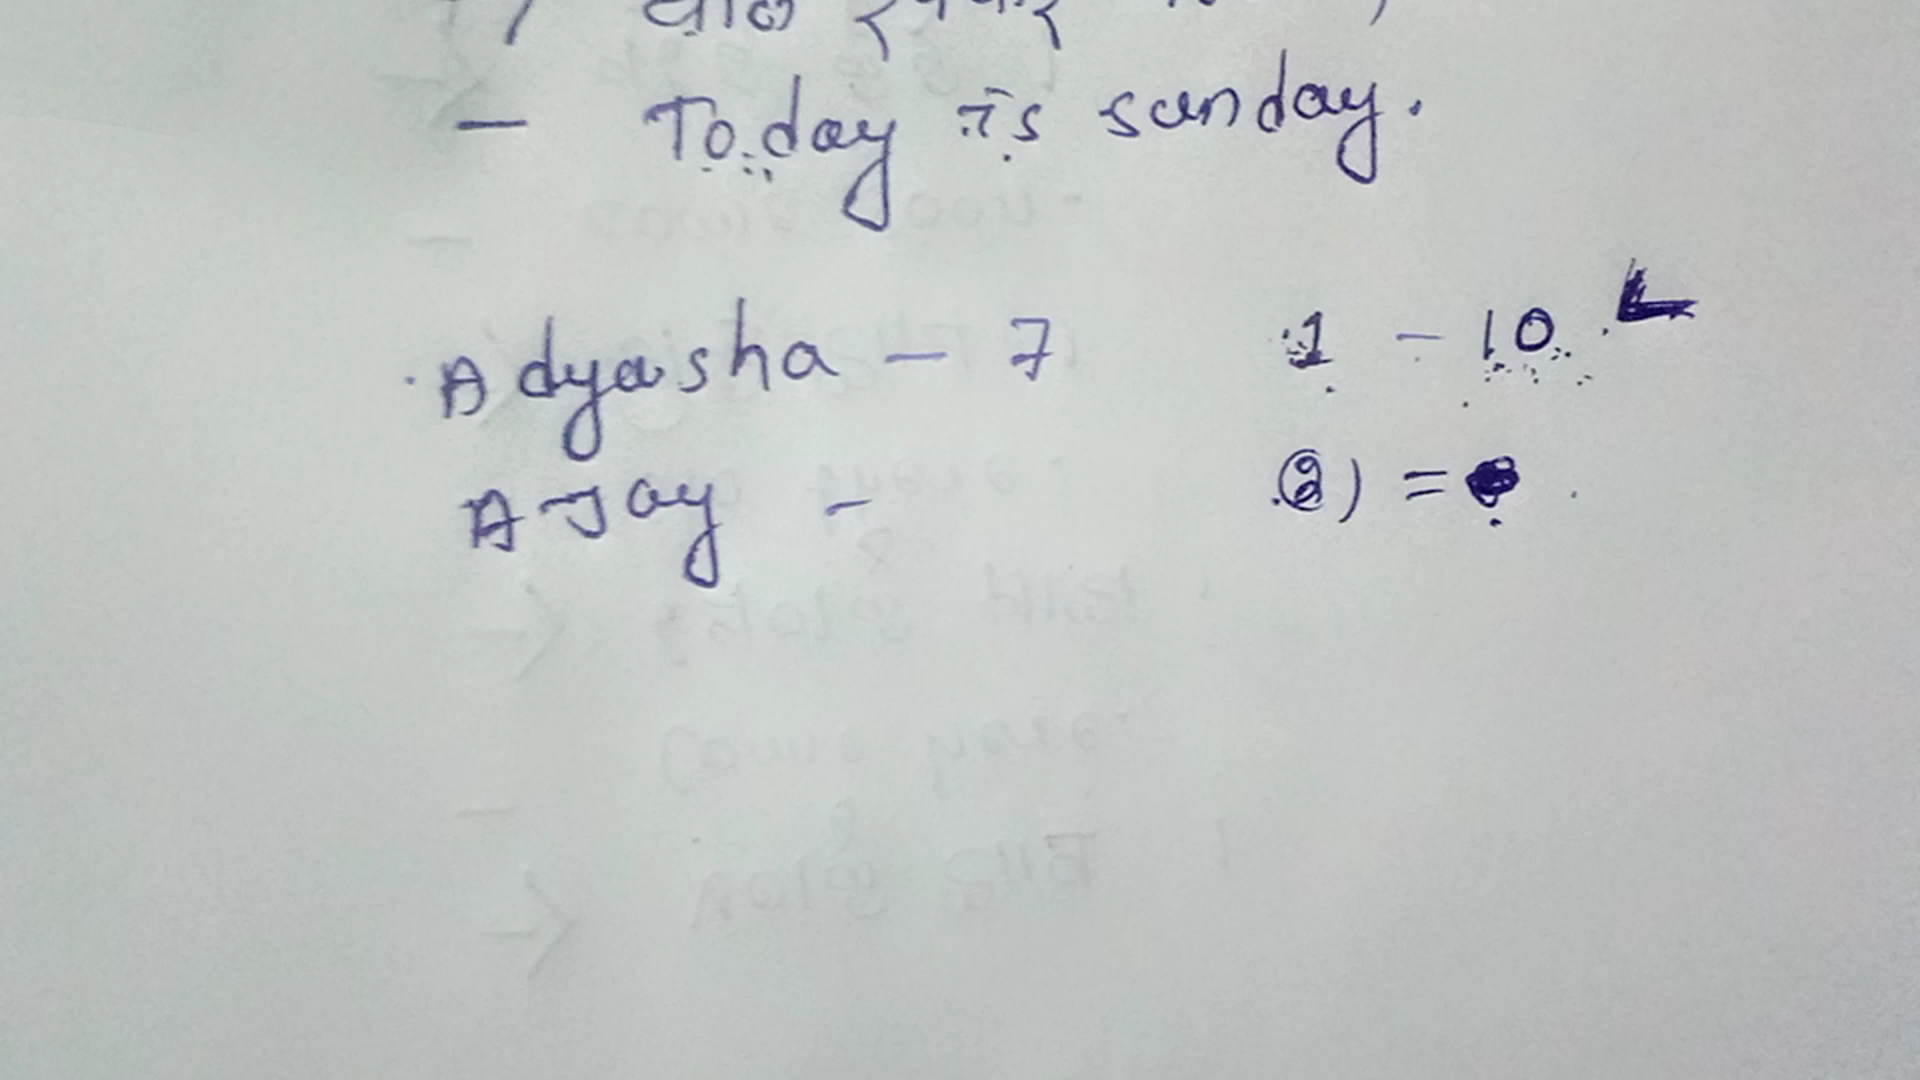 - Today is sunday.
Adyasha - 7 1 - 10
AJay - 2) =